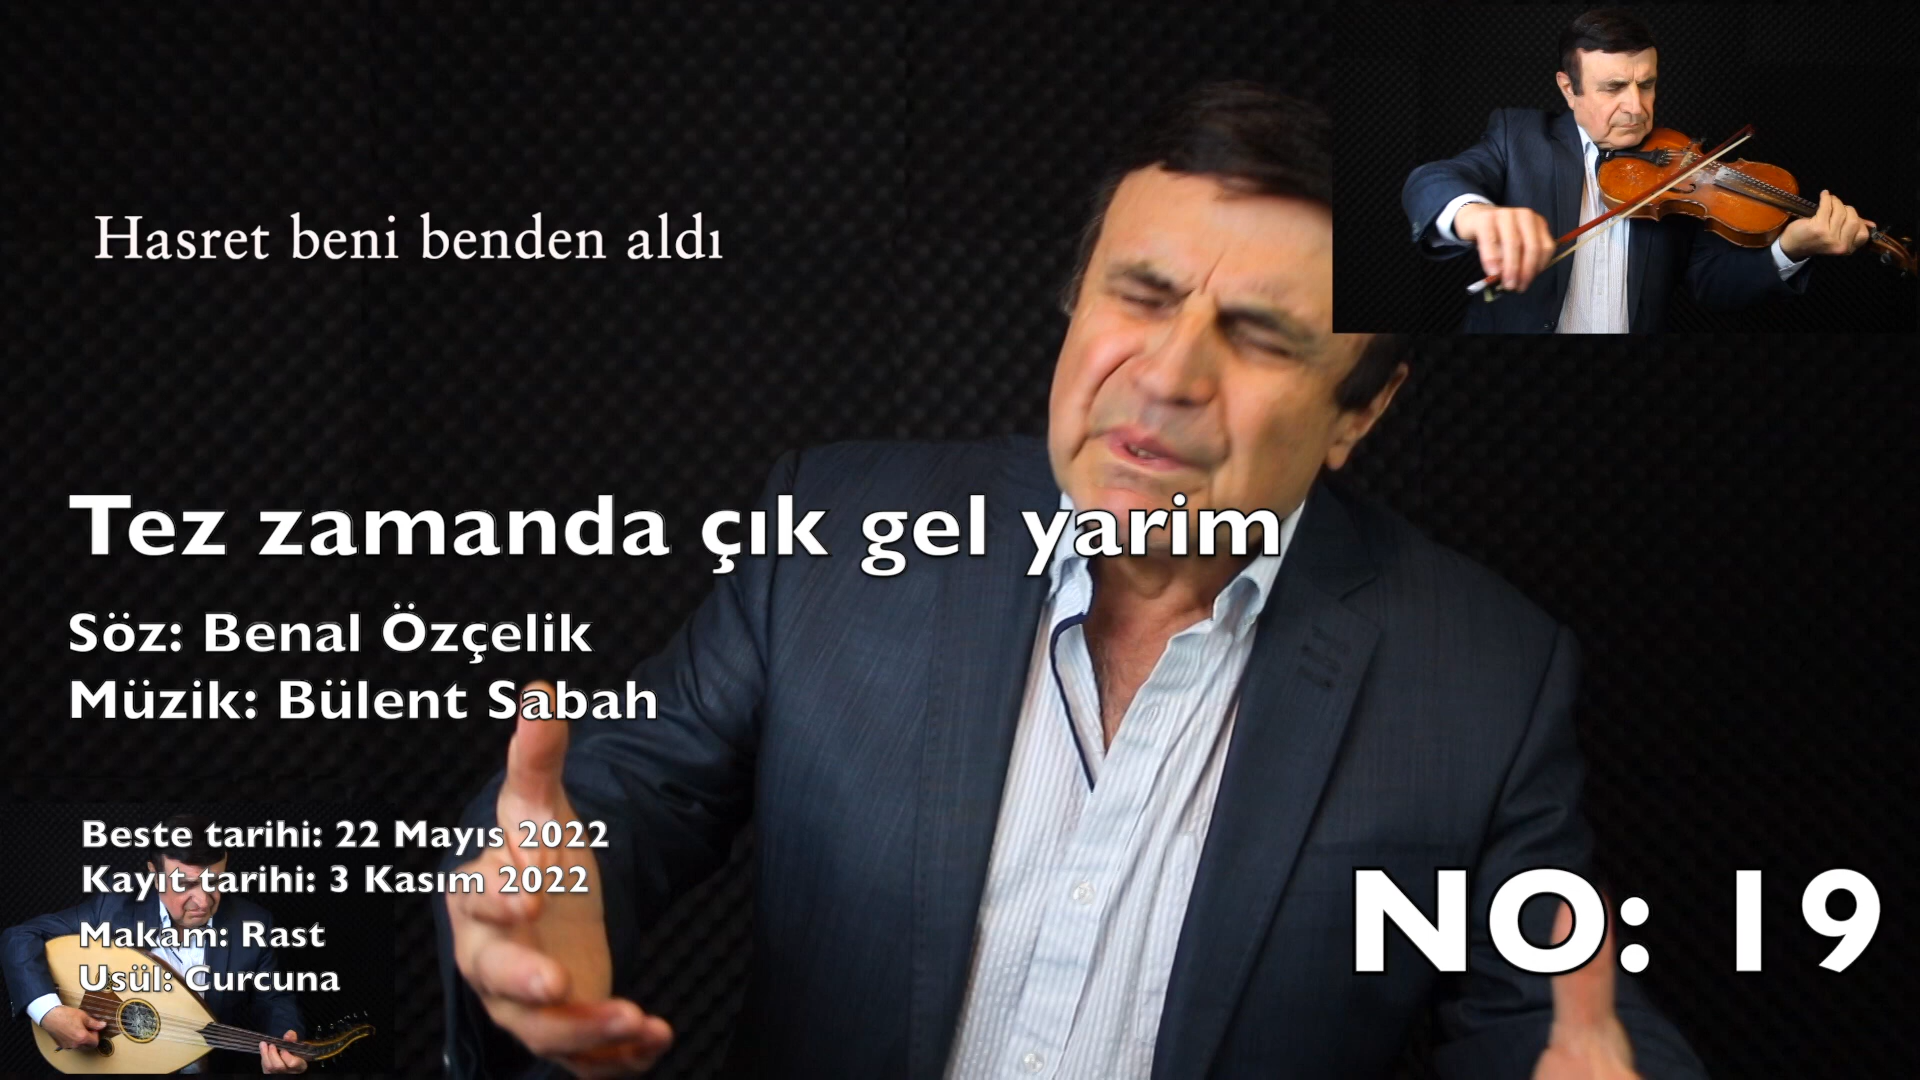 Hasret beni benden aldı
Tez zamanda çık gel yarim
Söz: Benal Özçelik
Müzik: Bülent Sabah
Beste tarihi: 22 Mayıs 2022
Kayıt tarihi: 3 Kasım 2022
Makam: Rast
Usül: Curcuna
NO: 19